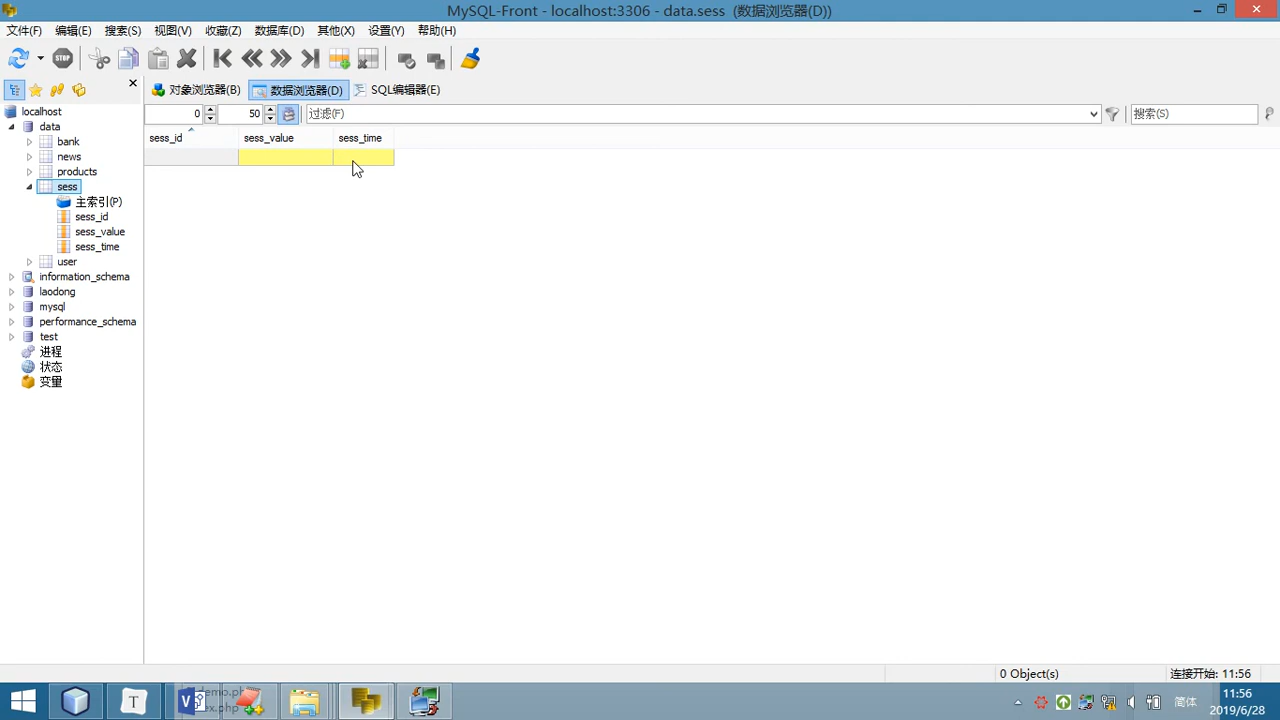 MySQL-Front - localhost:3306 - data.sess (数据浏览器(D))
文件(F) 编辑(E) 搜索(S) 视图(V) 收藏(Z) 数据库(D) 其他(X) 设置(Y) 帮助(H)
STOP
对象浏览器(B) 数据浏览器(D) SQL编辑器(E)
0 50 过滤(F) 搜索(S)
sess_id sess_value sess_time
localhost
data
bank
news
products
sess
主索引(P)
sess_id
sess_value
sess_time
user
information_schema
laodong
mysql
performance_schema
test
进程
状态
变量
0 Object(s) 连接开始: 11:56
T
简体
11:56
2019/6/28